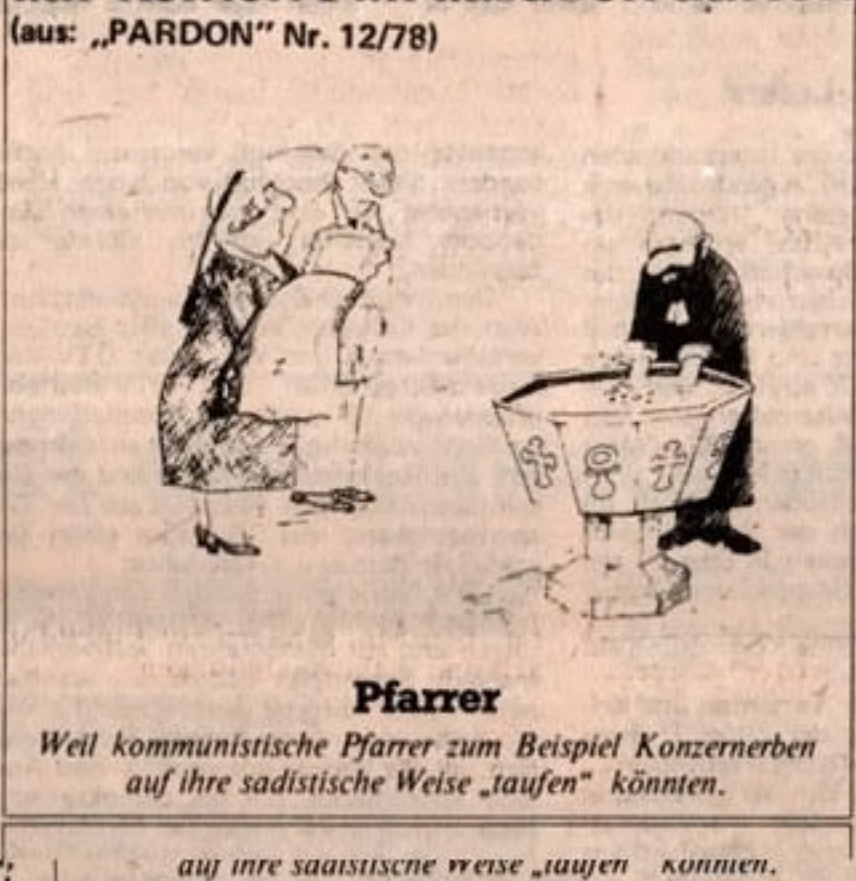 (aus: „PARDON" Nr. 12/78)
Pfarrer
Weil kommunistische Pfarrer zum Beispiel Konzernerben
auf ihre sadistische Weise „taufen" könnten.
auf ihre sadistische Weise „taufen" könnten.